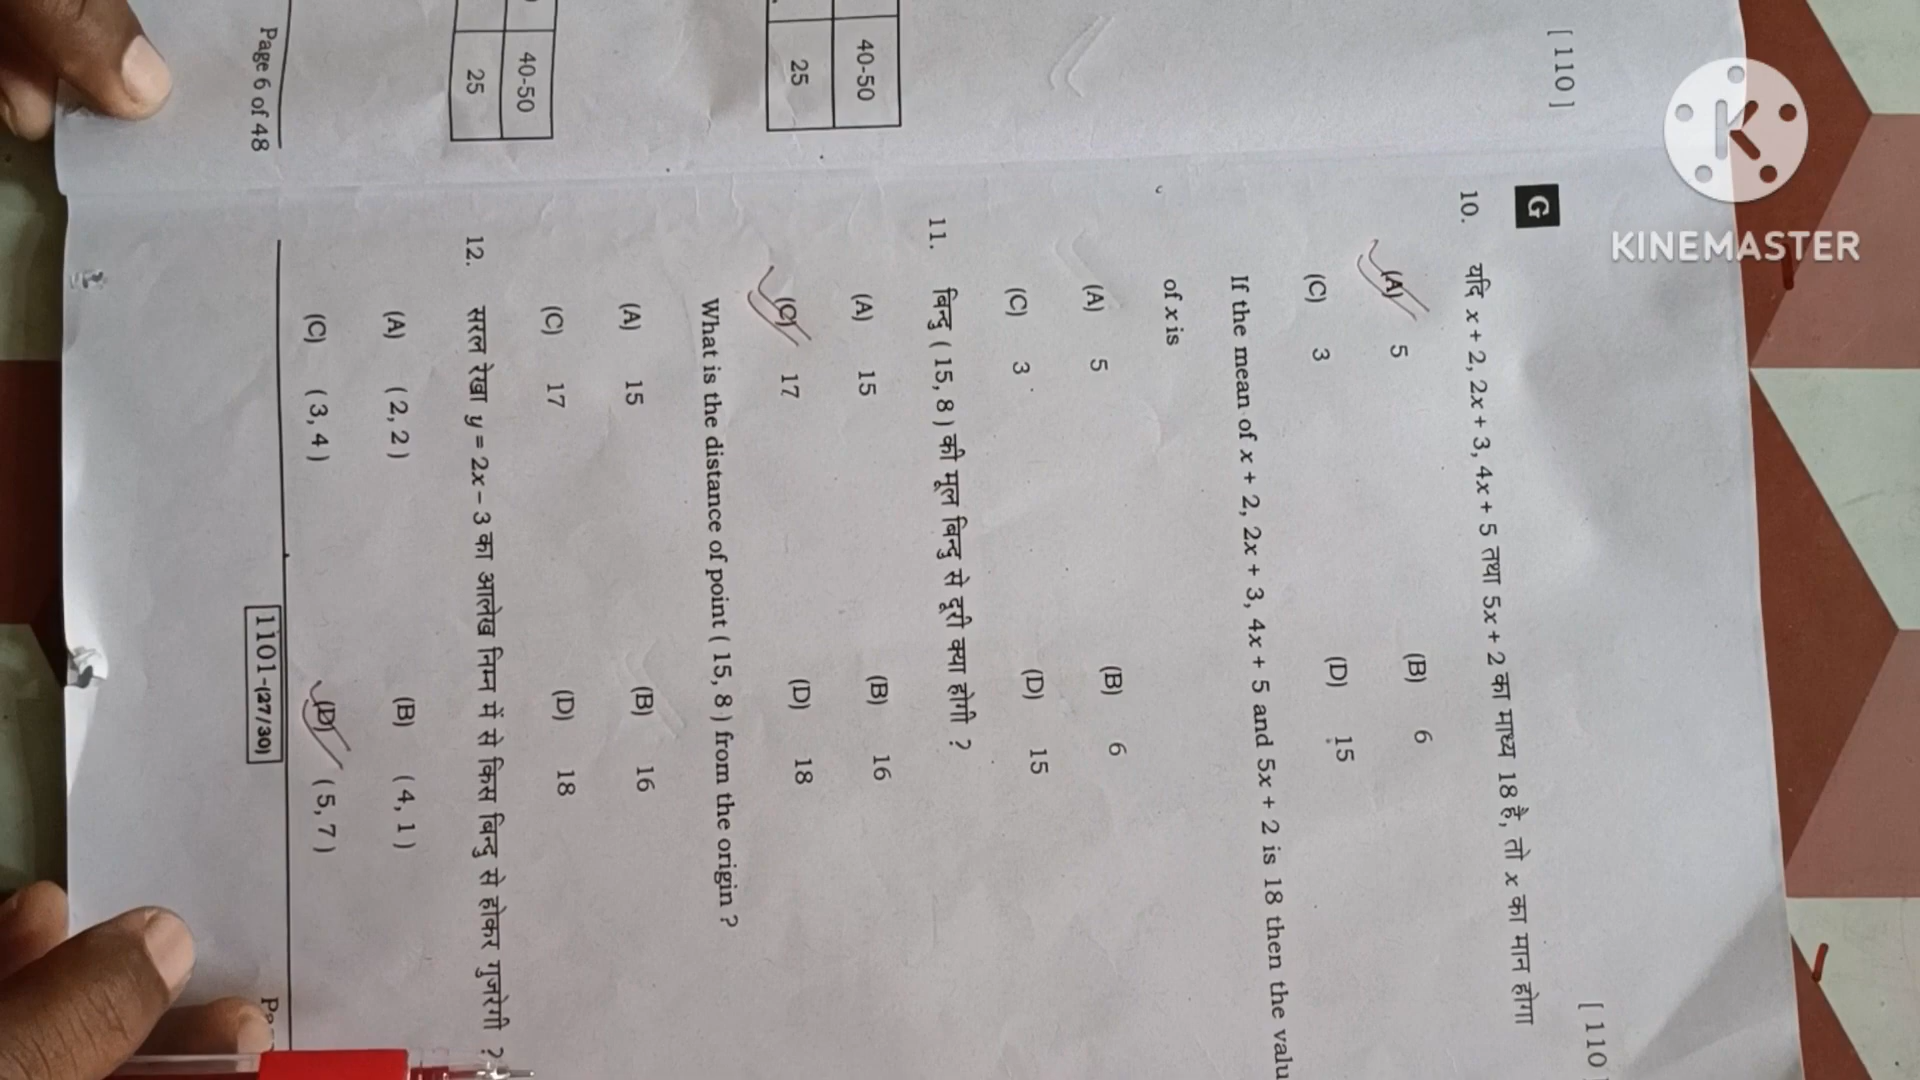 [ 110 ]
40-50
25
40-50
25
Page 6 of 48
KINEMASTER
[ 110
G
10. यदि x + 2, 2x + 3, 4x + 5 तथा 5x + 2 का माध्य 18 है, तो x का मान होगा
(A) 5 (B) 6
(C) 3 (D) 15
If the mean of x + 2, 2x + 3, 4x + 5 and 5x + 2 is 18 then the valu
of x is
(A) 5 (B) 6
(C) 3 (D) 15
11. बिन्दु ( 15, 8 ) की मूल बिन्दु से दूरी क्या होगी ?
(A) 15 (B) 16
(C) 17 (D) 18
What is the distance of point ( 15, 8 ) from the origin ?
(A) 15 (B) 16
(C) 17 (D) 18
12. सरल रेखा y = 2x – 3 का आलेख निम्न में से किस बिन्दु से होकर गुजरेगी ?
(A) ( 2, 2 ) (B) ( 4, 1 )
(C) ( 3, 4 ) (D) ( 5, 7 )
1101-(27/30)